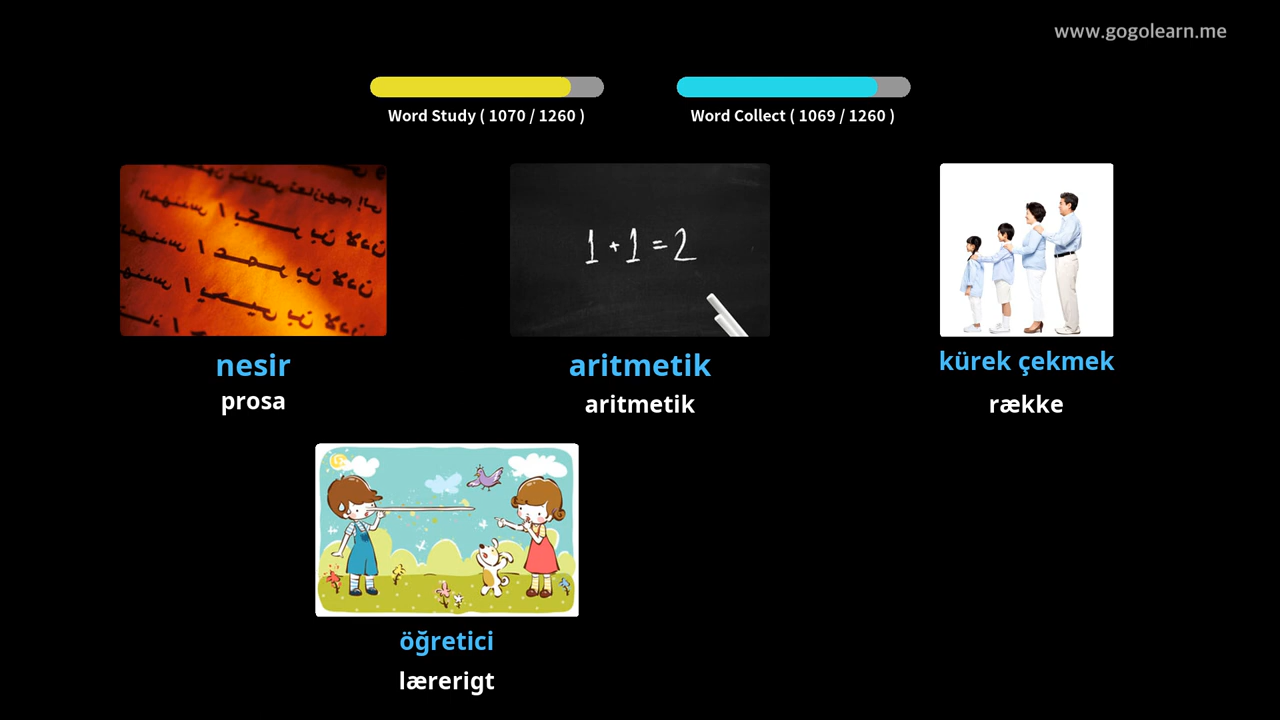 www.gogolearn.me
Word Study ( 1070 / 1260 )
Word Collect ( 1069 / 1260 )
1 + 1 = 2
nesir
prosa
aritmetik
aritmetik
kürek çekmek
række
öğretici
lærerigt